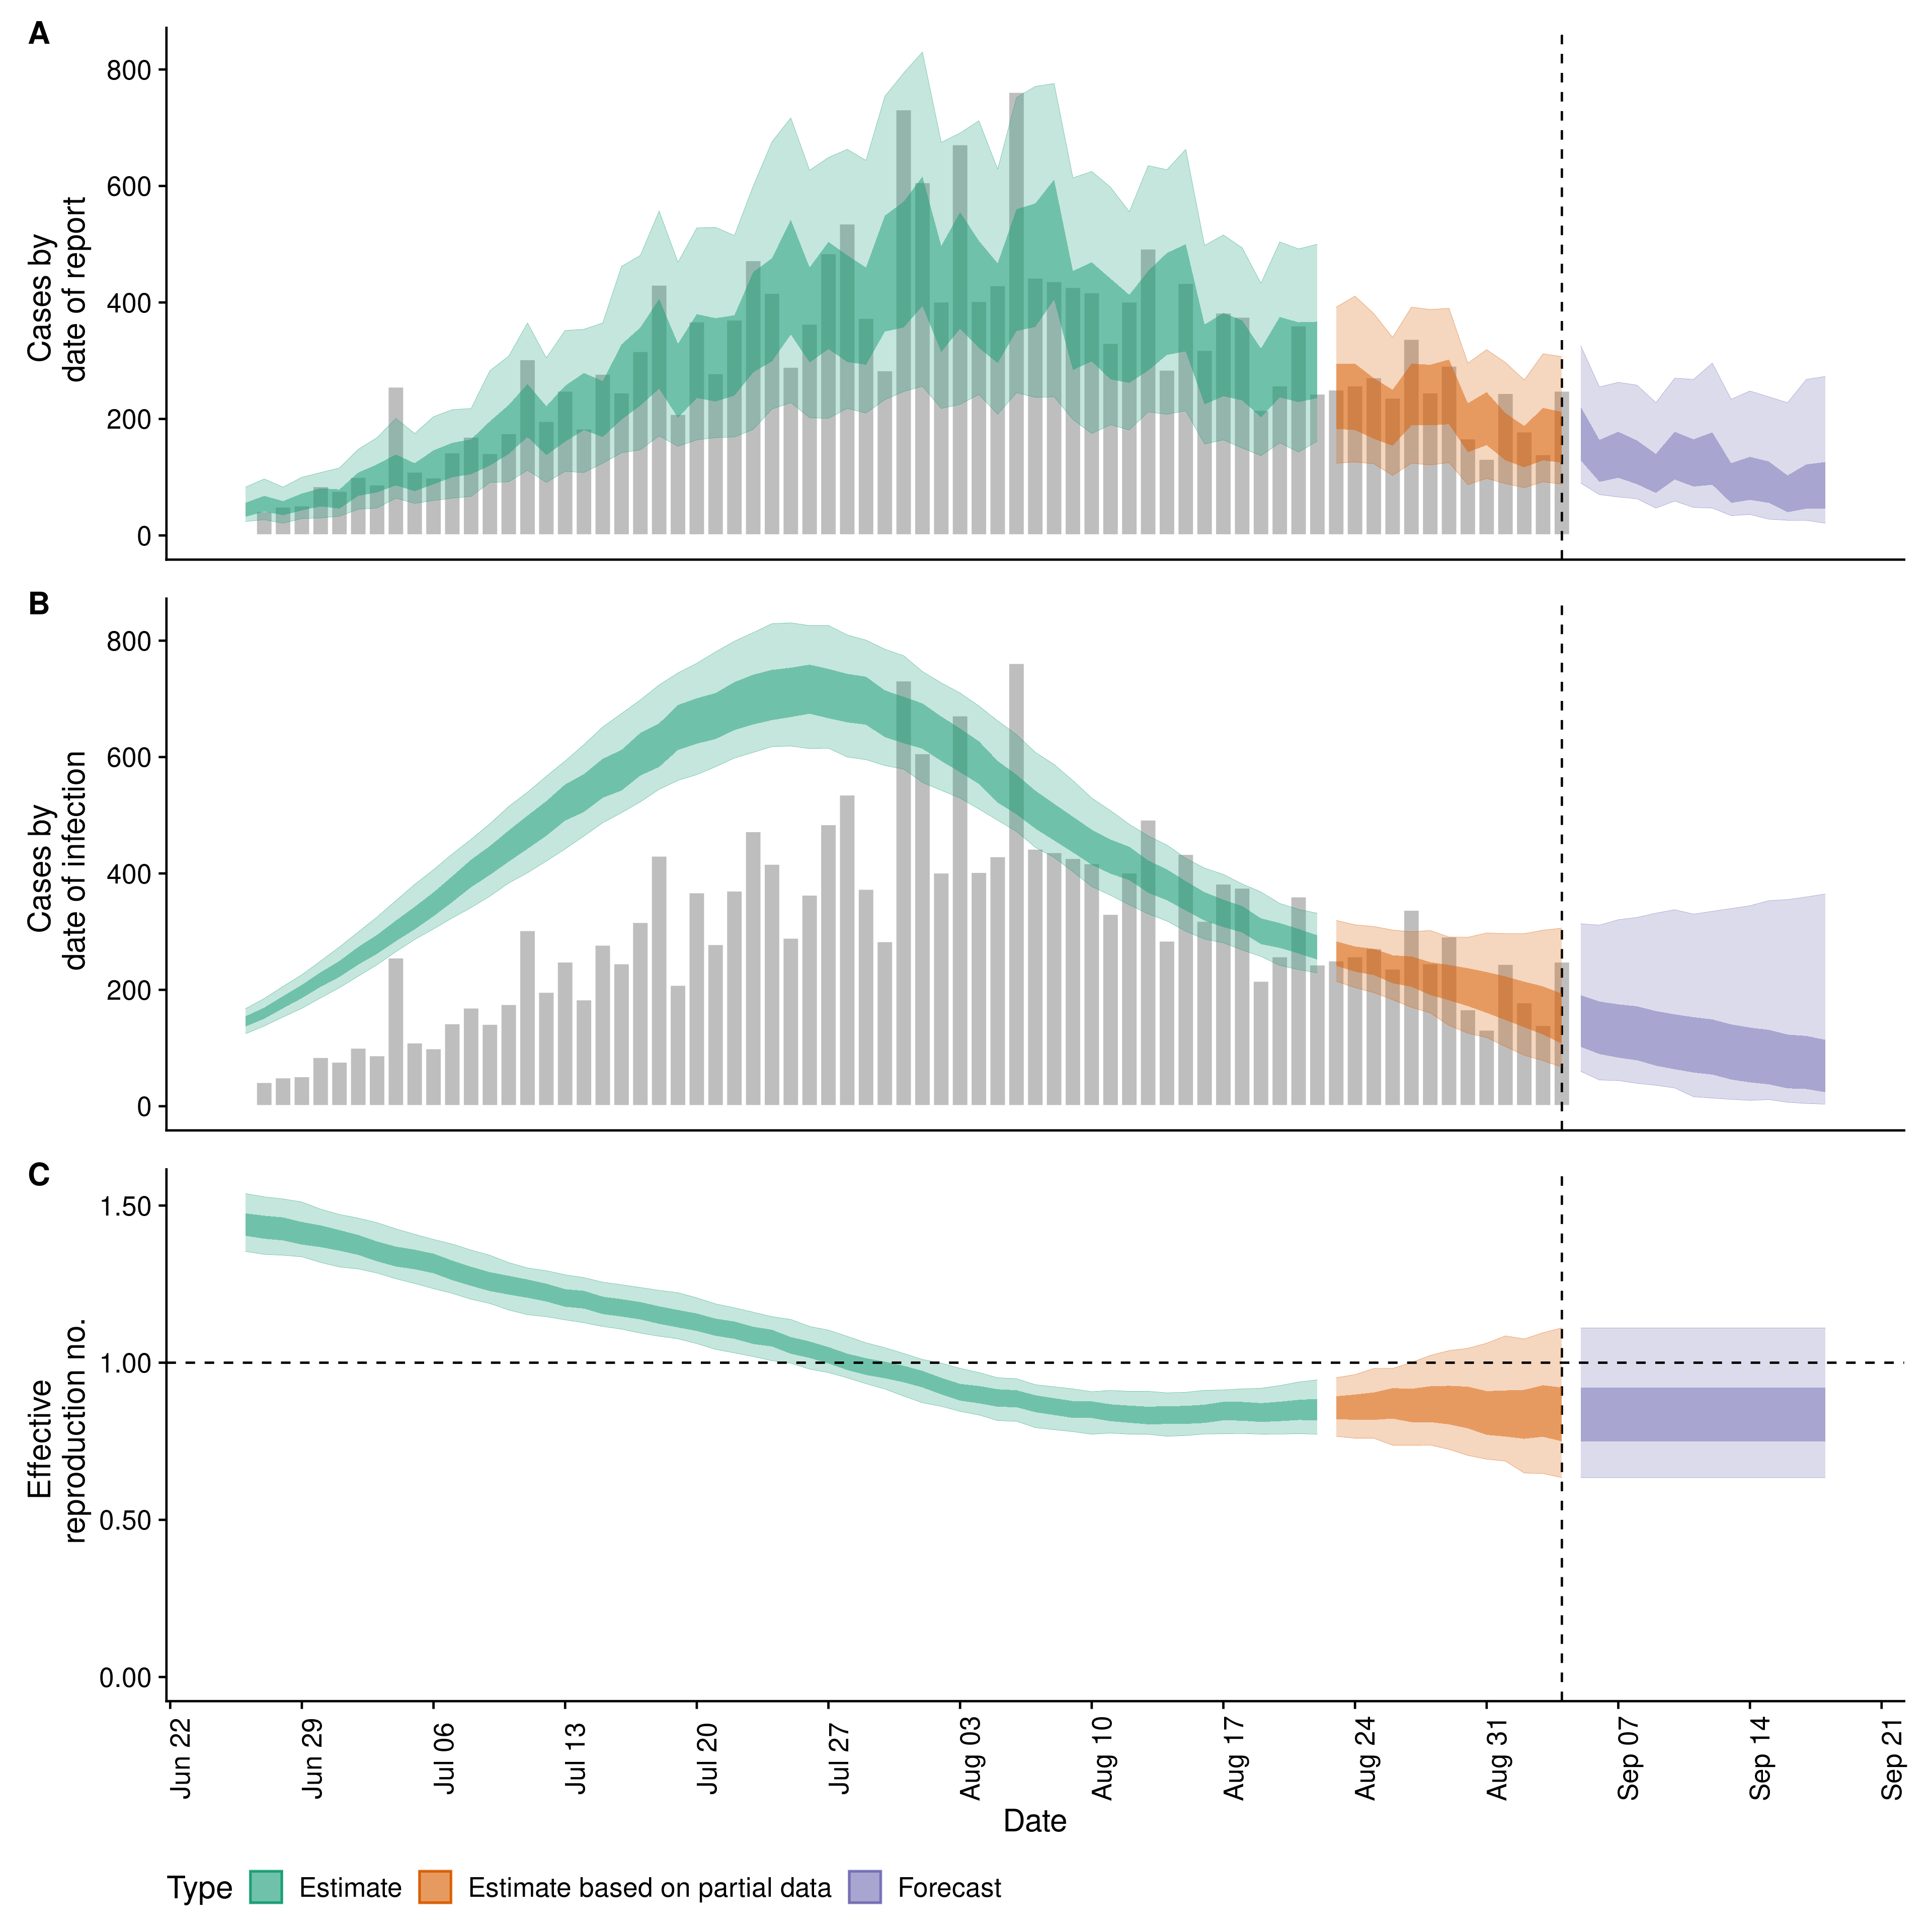 A
800
600
400
200
0
Cases by
date of report
B
800
600
400
200
0
Cases by
date of infection
C
1.50
1.00
0.50
0.00
Effective
reproduction no.
Jun 22
Jun 29
Jul 06
Jul 13
Jul 20
Jul 27
Aug 03
Aug 10
Aug 17
Aug 24
Aug 31
Sep 07
Sep 14
Sep 21
Date
Type Estimate Estimate based on partial data Forecast